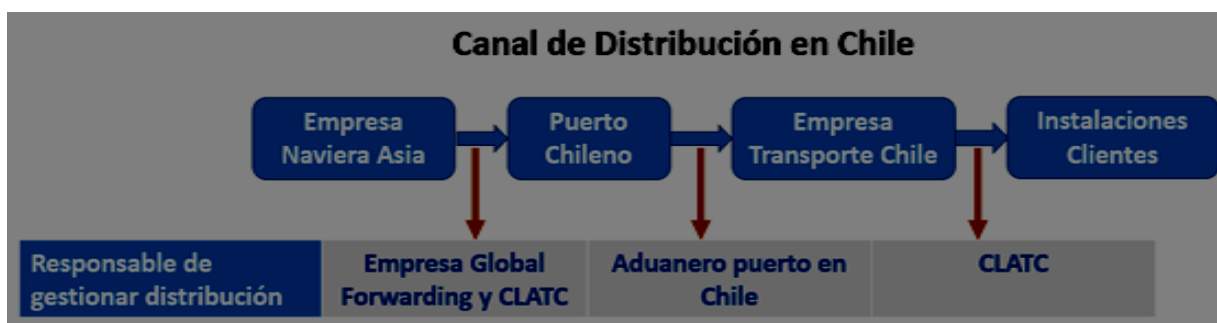 Canal de Distribución en Chile
Empresa
Naviera Asia
Puerto
Chileno
Empresa
Transporte Chile
Instalaciones
Clientes
Responsable de
gestionar distribución
Empresa Global
Forwarding y CLATC
Aduanero puerto en
Chile
CLATC